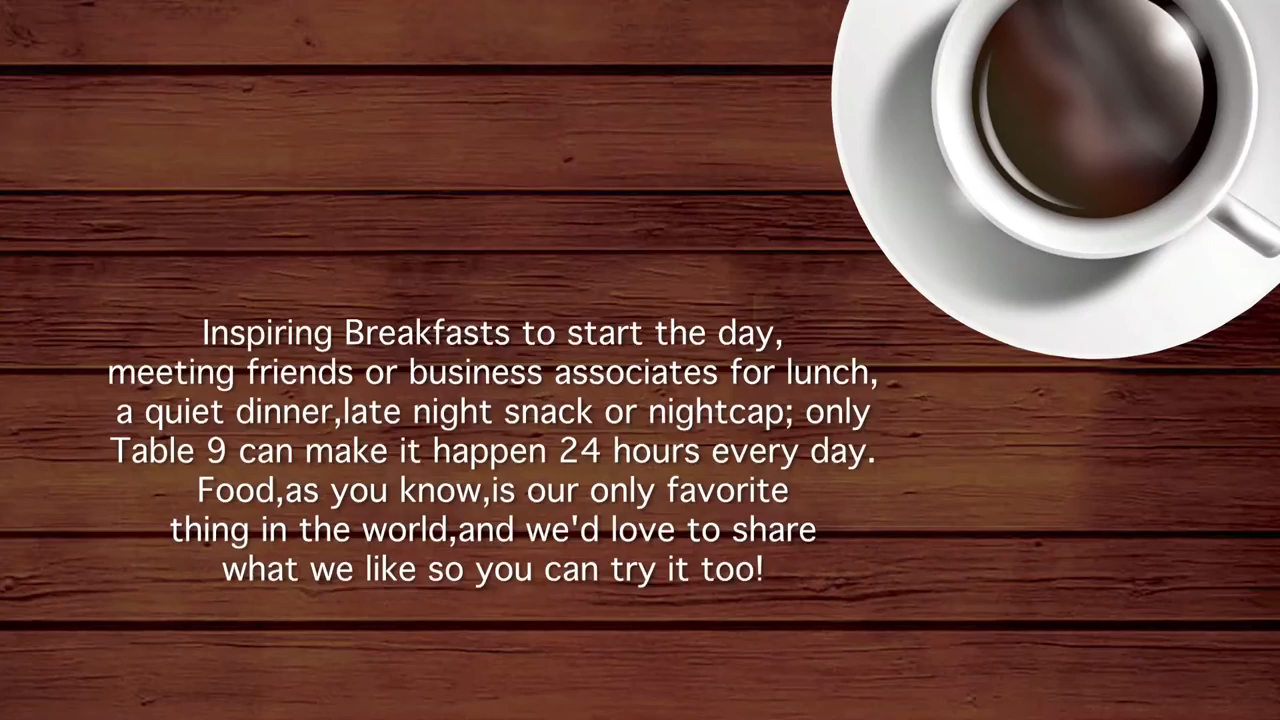 Inspiring Breakfasts to start the day,
meeting friends or business associates for lunch,
a quiet dinner,late night snack or nightcap; only
Table 9 can make it happen 24 hours every day.
Food,as you know,is our only favorite
thing in the world,and we'd love to share
what we like so you can try it too!